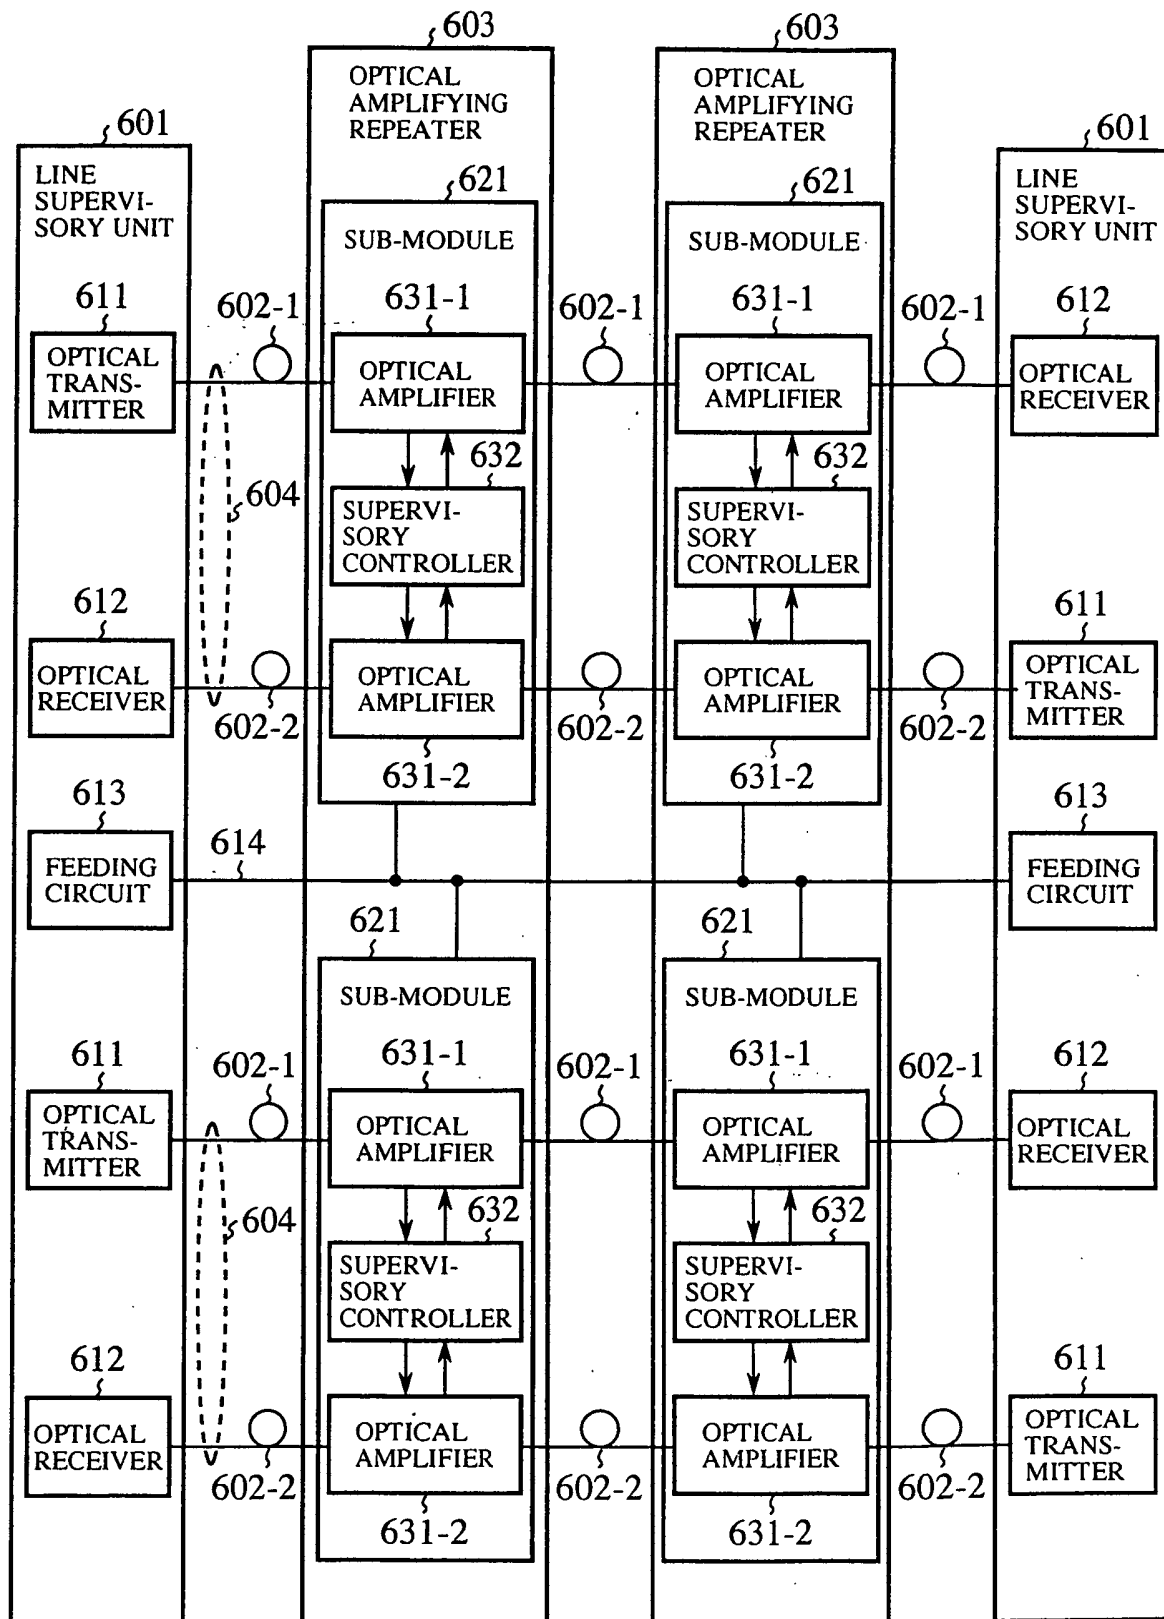 603
603
OPTICAL
AMPLIFYING
REPEATER
OPTICAL
AMPLIFYING
REPEATER
601
601
LINE
SUPERVI-
SORY UNIT
LINE
SUPERVI-
SORY UNIT
621
621
SUB-MODULE
SUB-MODULE
611
602-1
631-1
602-1
631-1
602-1
612
OPTICAL
TRANS-
MITTER
OPTICAL
AMPLIFIER
OPTICAL
AMPLIFIER
OPTICAL
RECEIVER
604
632
632
SUPERVI-
SORY
CONTROLLER
SUPERVI-
SORY
CONTROLLER
612
611
OPTICAL
RECEIVER
OPTICAL
AMPLIFIER
OPTICAL
AMPLIFIER
OPTICAL
TRANS-
MITTER
602-2
602-2
602-2
631-2
631-2
613
613
FEEDING
CIRCUIT
614
FEEDING
CIRCUIT
621
621
SUB-MODULE
SUB-MODULE
611
602-1
631-1
602-1
631-1
602-1
612
OPTICAL
TRANS-
MITTER
OPTICAL
AMPLIFIER
OPTICAL
AMPLIFIER
OPTICAL
RECEIVER
604
632
632
SUPERVI-
SORY
CONTROLLER
SUPERVI-
SORY
CONTROLLER
612
611
OPTICAL
RECEIVER
OPTICAL
AMPLIFIER
OPTICAL
AMPLIFIER
OPTICAL
TRANS-
MITTER
602-2
602-2
602-2
631-2
631-2